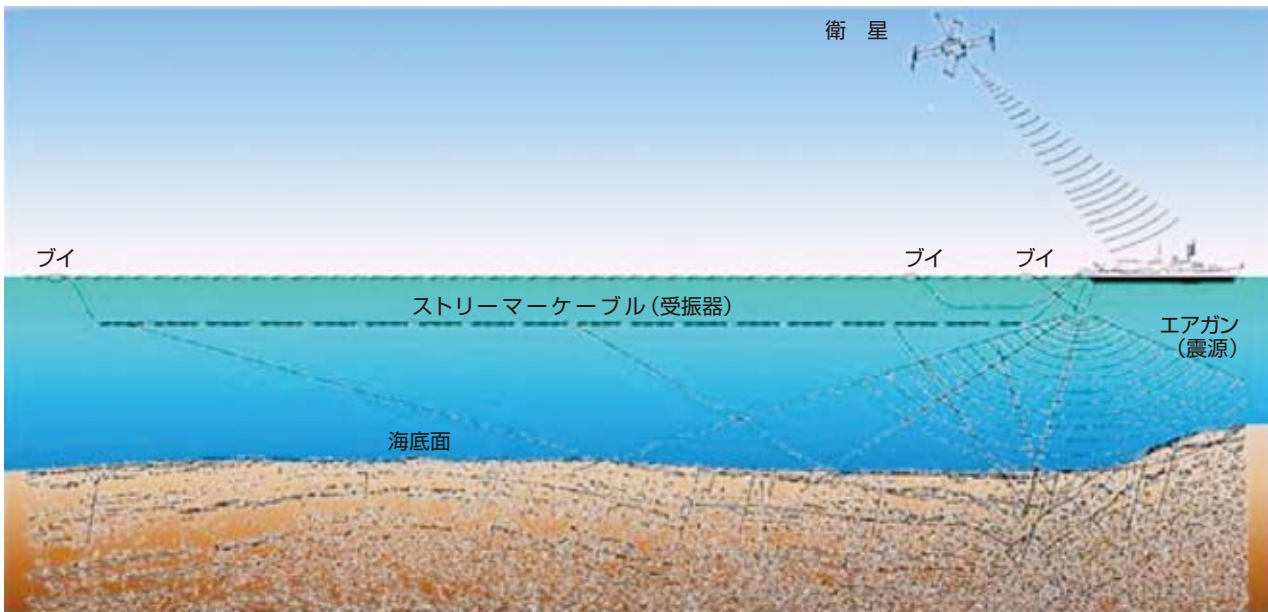 衛 星
ブイ
ブイ
ブイ
ストリーマーケーブル(受振器)
エアガン
(震源)
海底面